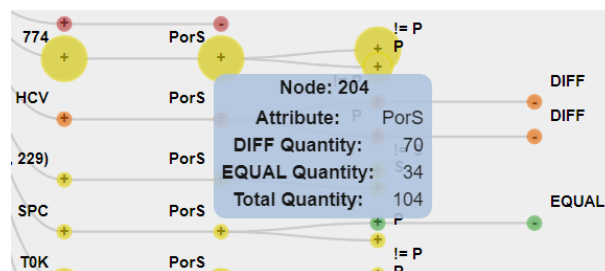 != P
774 PorS P
Node: 204
DIFF
HCV PorS
Attribute: PorS
P
DIFF
DIFF Quantity: 70
, 229) PorS
EQUAL Quantity: 34
S
Total Quantity: 104
EQUAL
SPC PorS P
!= P
T0K PorS P